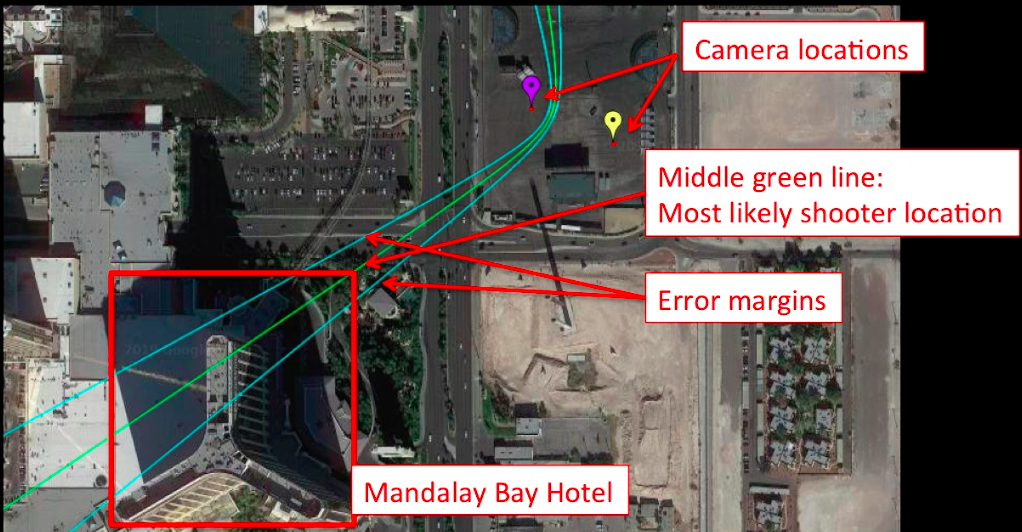 Camera locations
Middle green line:
Most likely shooter location
Error margins
Mandalay Bay Hotel